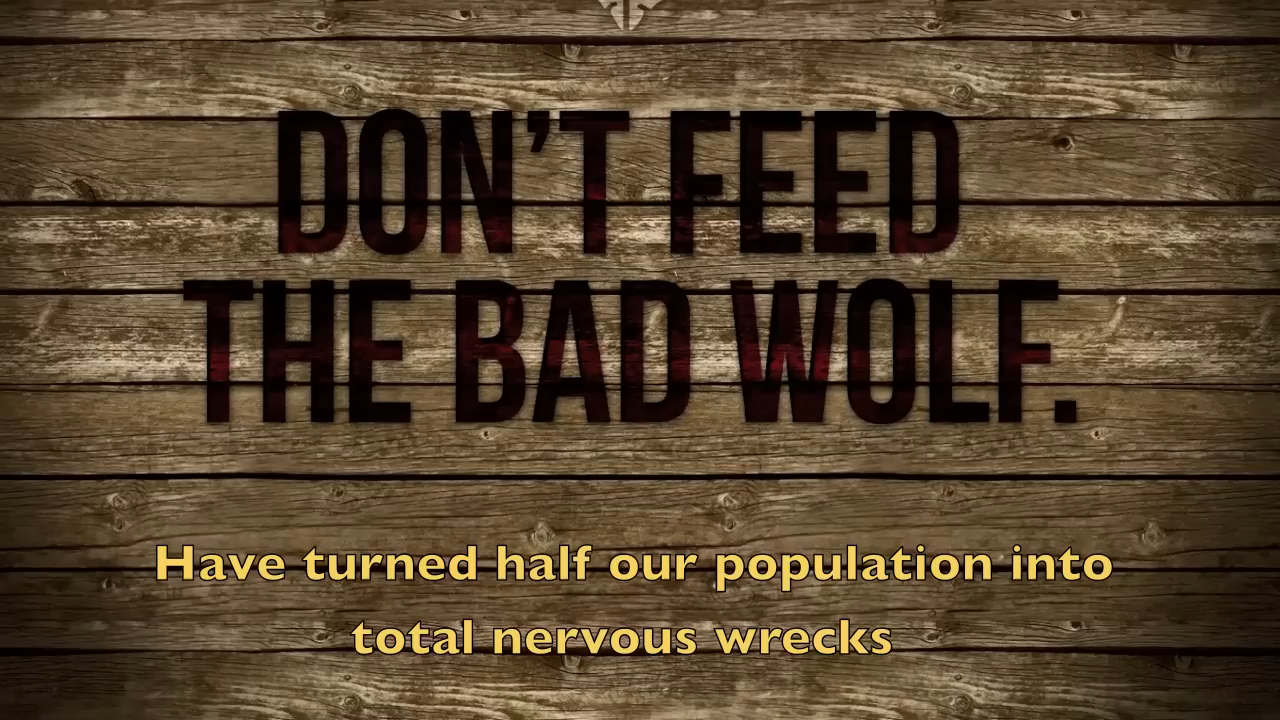 DON'T FEED
THE BAD WOLF.
Have turned half our population into
total nervous wrecks